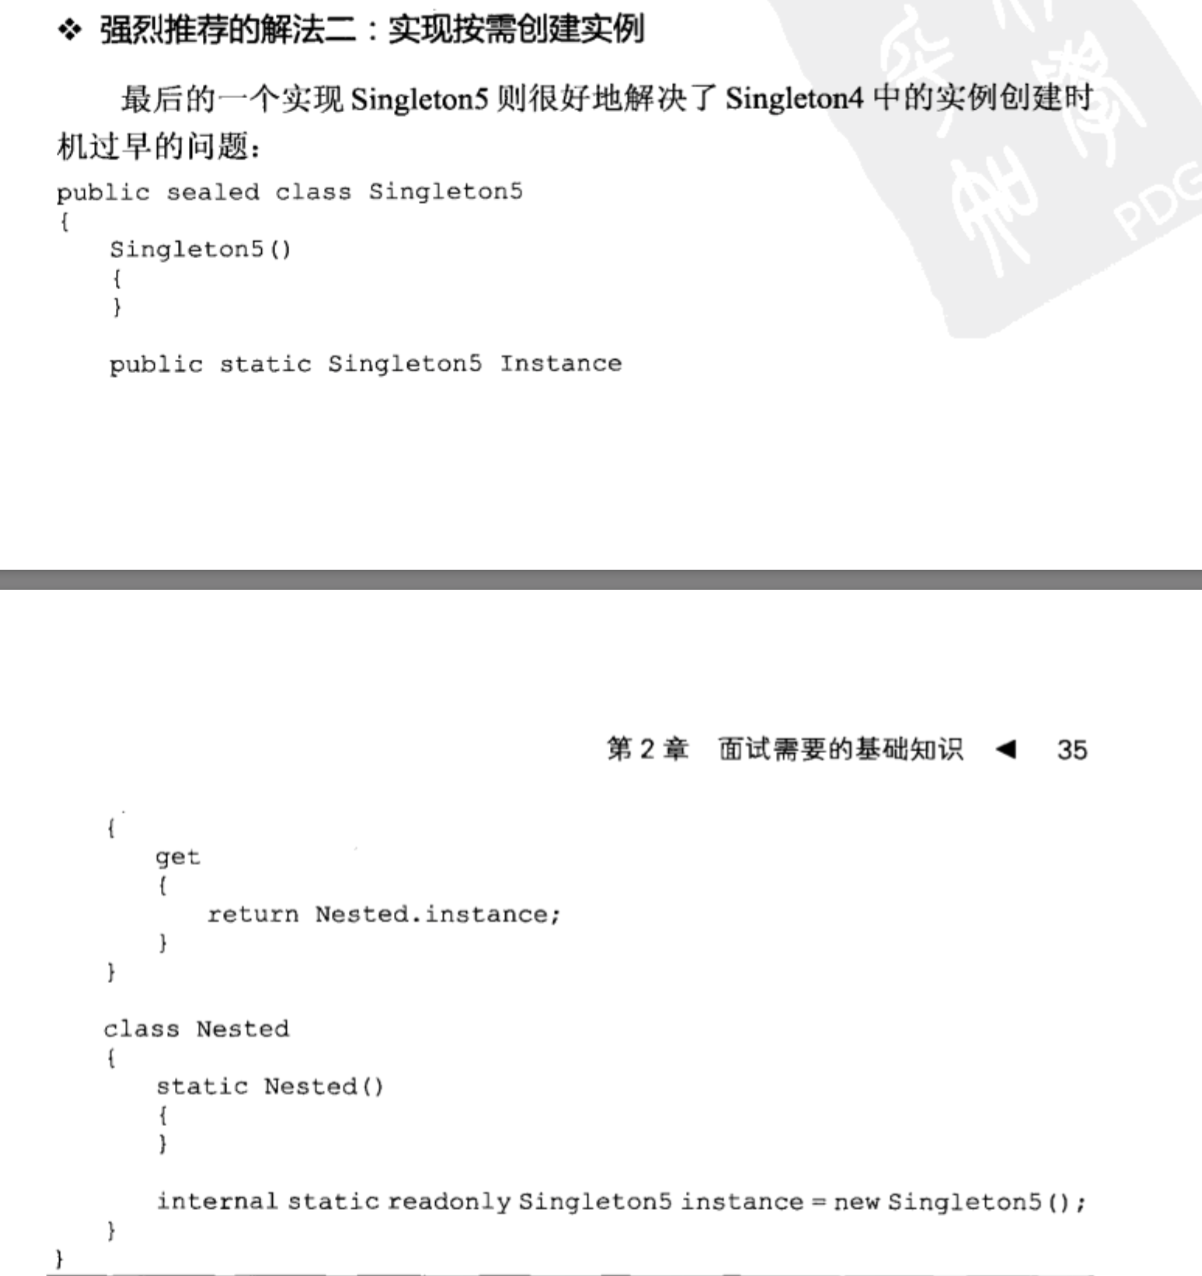 ❖ 强烈推荐的解法二：实现按需创建实例
最后的一个实现 Singleton5 则很好地解决了 Singleton4 中的实例创建时
机过早的问题：
public sealed class Singleton5
{
    Singleton5()
    {
    }
    public static Singleton5 Instance
PDG
第 2 章 面试需要的基础知识 ◀ 35
    {
        get
        {
            return Nested.instance;
        }
    }
    class Nested
    {
        static Nested()
        {
        }
        internal static readonly Singleton5 instance = new Singleton5();
    }
}